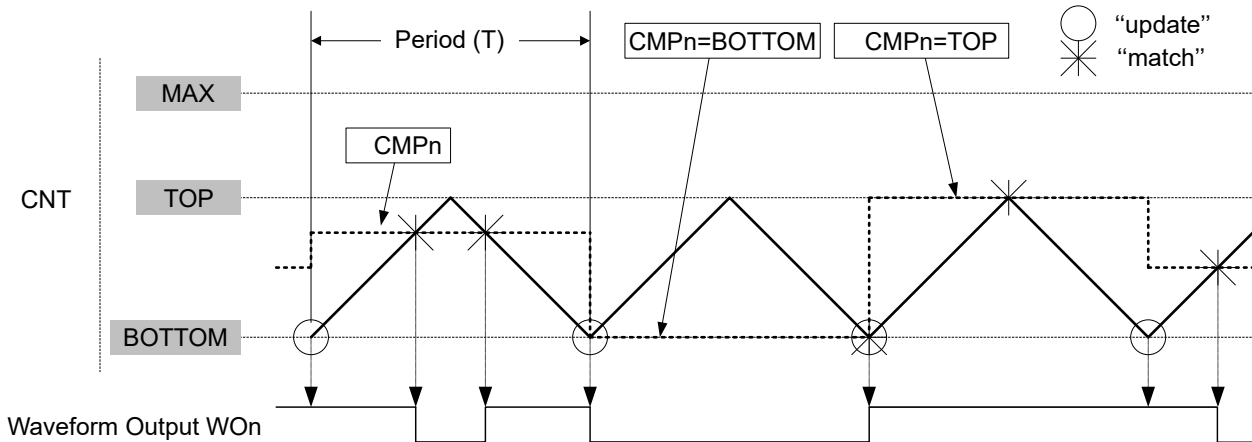 Period (T)
CMPn=BOTTOM
CMPn=TOP
“update”
“match”
MAX
CMPn
CNT
TOP
BOTTOM
Waveform Output WOn